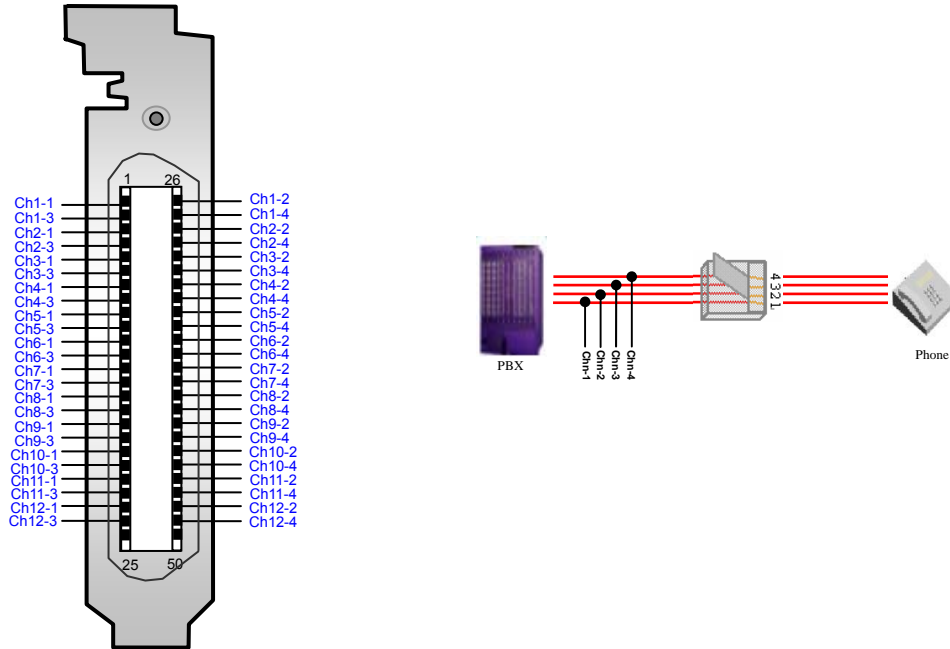 1 26
Ch1-1 Ch1-2
Ch1-3 Ch1-4
Ch2-1 Ch2-2
Ch2-3 Ch2-4
Ch3-1 Ch3-2
Ch3-3 Ch3-4
Ch4-1 Ch4-2
Ch4-3 Ch4-4
Ch5-1 Ch5-2
Ch5-3 Ch5-4
Ch6-1 Ch6-2
Ch6-3 Ch6-4
Ch7-1 Ch7-2
Ch7-3 Ch7-4
Ch8-1 Ch8-2
Ch8-3 Ch8-4
Ch9-1 Ch9-2
Ch9-3 Ch9-4
Ch10-1 Ch10-2
Ch10-3 Ch10-4
Ch11-1 Ch11-2
Ch11-3 Ch11-4
Ch12-1 Ch12-2
Ch12-3 Ch12-4
25 50
PBX
Chn-1
Chn-2
Chn-3
Chn-4
4321
Phone